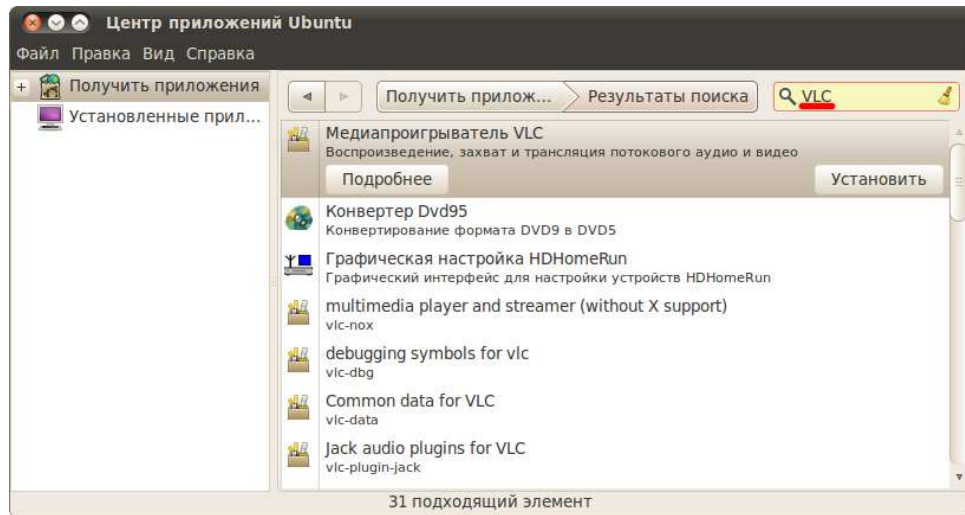 Центр приложений Ubuntu
Файл Правка Вид Справка
Получить приложения
Установленные прил...
Получить прилож... Результаты поиска VLC
Медиапроигрыватель VLC
Воспроизведение, захват и трансляция потокового аудио и видео
Подробнее Установить
Конвертер Dvd95
Конвертирование формата DVD9 в DVD5
Графическая настройка HDHomeRun
Графический интерфейс для настройки устройств HDHomeRun
multimedia player and streamer (without X support)
vlc-nox
debugging symbols for vlc
vlc-dbg
Common data for VLC
vlc-data
Jack audio plugins for VLC
vlc-plugin-jack
31 подходящий элемент